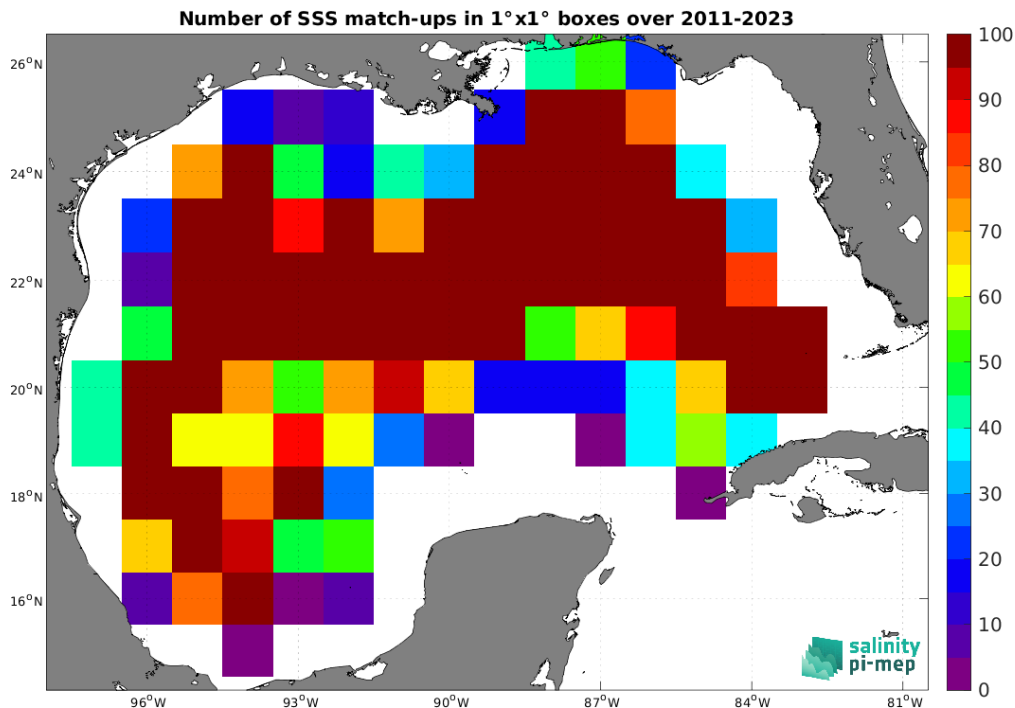 Number of SSS match-ups in 1°x1° boxes over 2011-2023
26°N
24°N
22°N
20°N
18°N
16°N
96°W
93°W
90°W
87°W
84°W
81°W
100
90
80
70
60
50
40
30
20
10
0
salinity
pi-mep